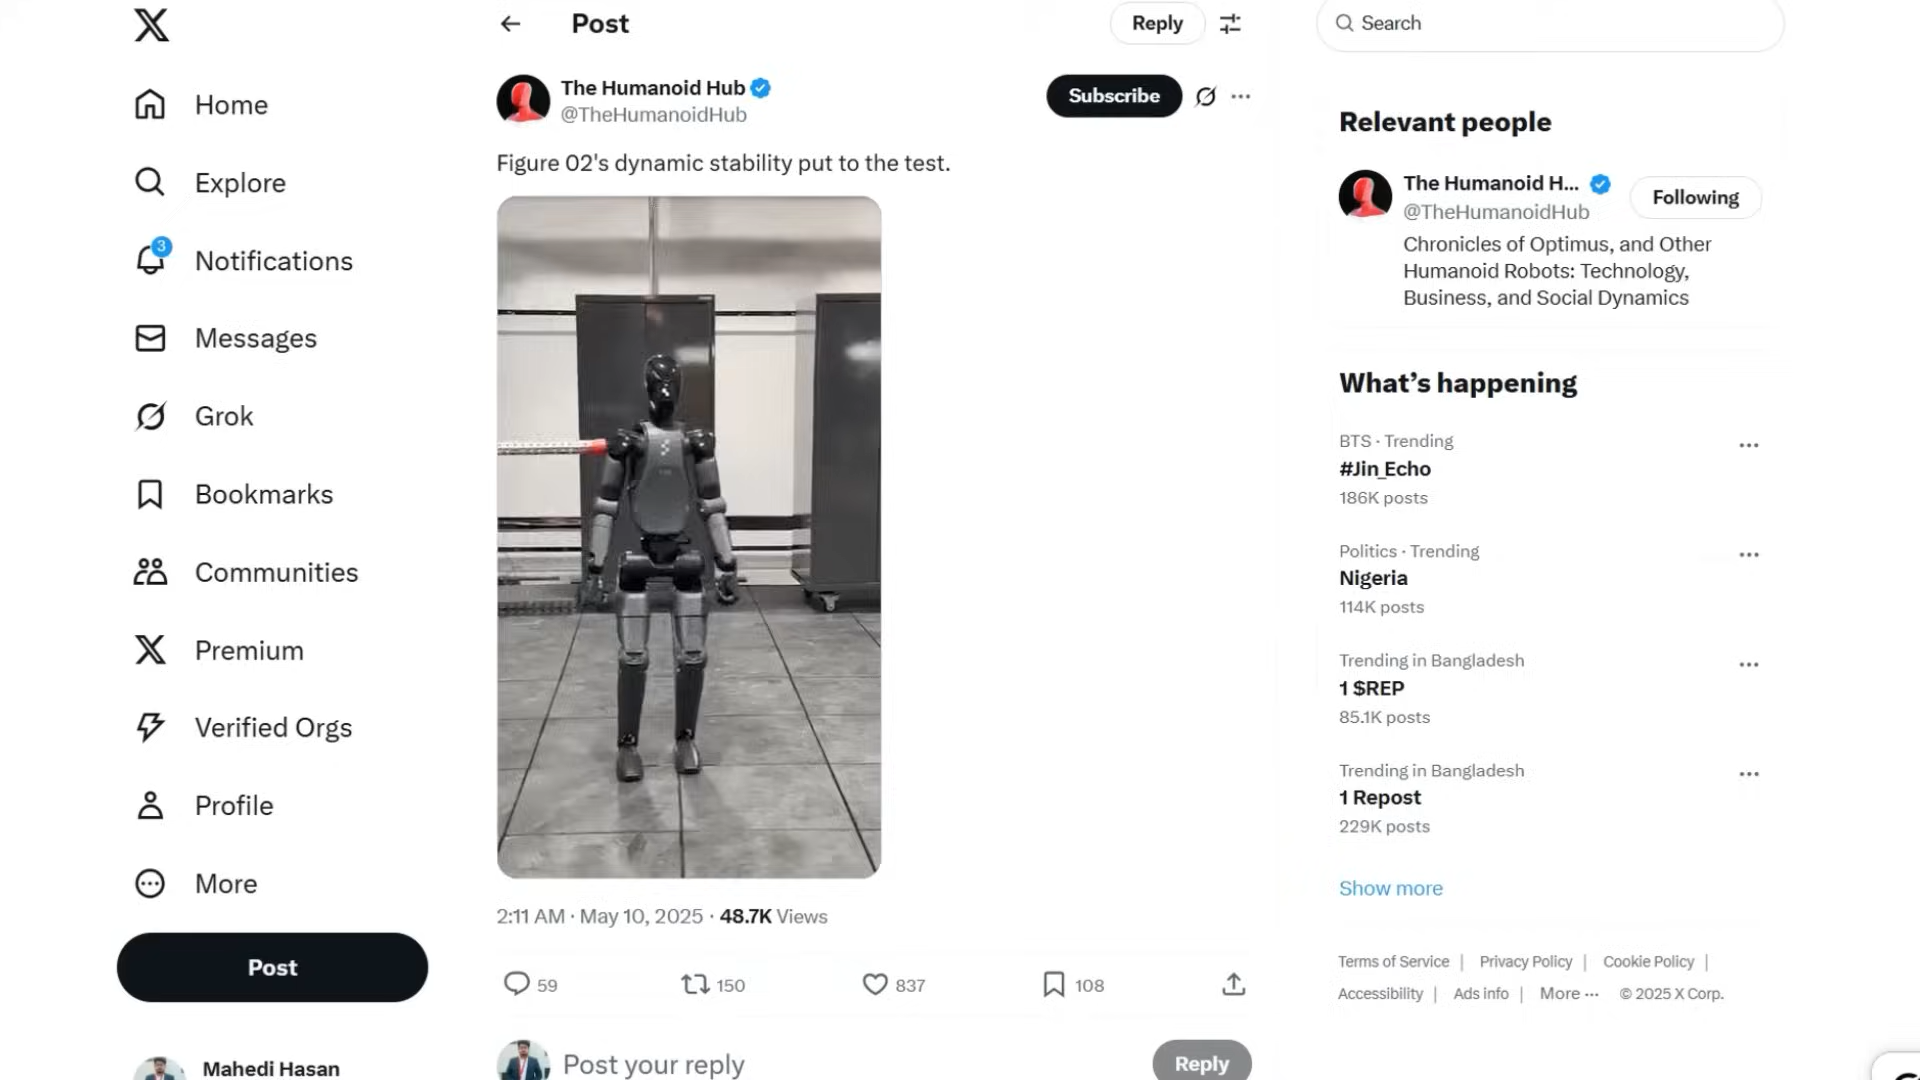 Home
Explore
3
Notifications
Messages
Grok
Bookmarks
Communities
Premium
Verified Orgs
Profile
More
Post
Mahedi Hasan
Post
Reply
The Humanoid Hub
@TheHumanoidHub
Subscribe
Figure 02's dynamic stability put to the test.
2:11 AM · May 10, 2025 · 48.7K Views
59
150
837
108
Post your reply
Reply
Search
Relevant people
The Humanoid H...
@TheHumanoidHub
Following
Chronicles of Optimus, and Other
Humanoid Robots: Technology,
Business, and Social Dynamics
What's happening
BTS · Trending
#Jin_Echo
186K posts
Politics · Trending
Nigeria
114K posts
Trending in Bangladesh
1 $REP
85.1K posts
Trending in Bangladesh
1 Repost
229K posts
Show more
Terms of Service | Privacy Policy | Cookie Policy |
Accessibility | Ads info | More ··· © 2025 X Corp.